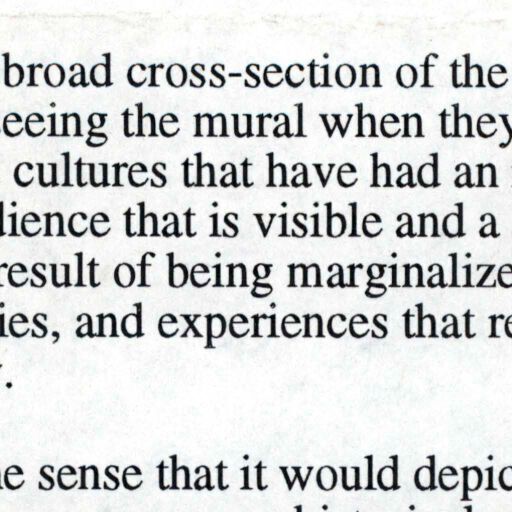 broad cross-section of the
eeing the mural when they
cultures that have had an
dience that is visible and a
result of being marginalize
ies, and experiences that re
.
e sense that it would depic